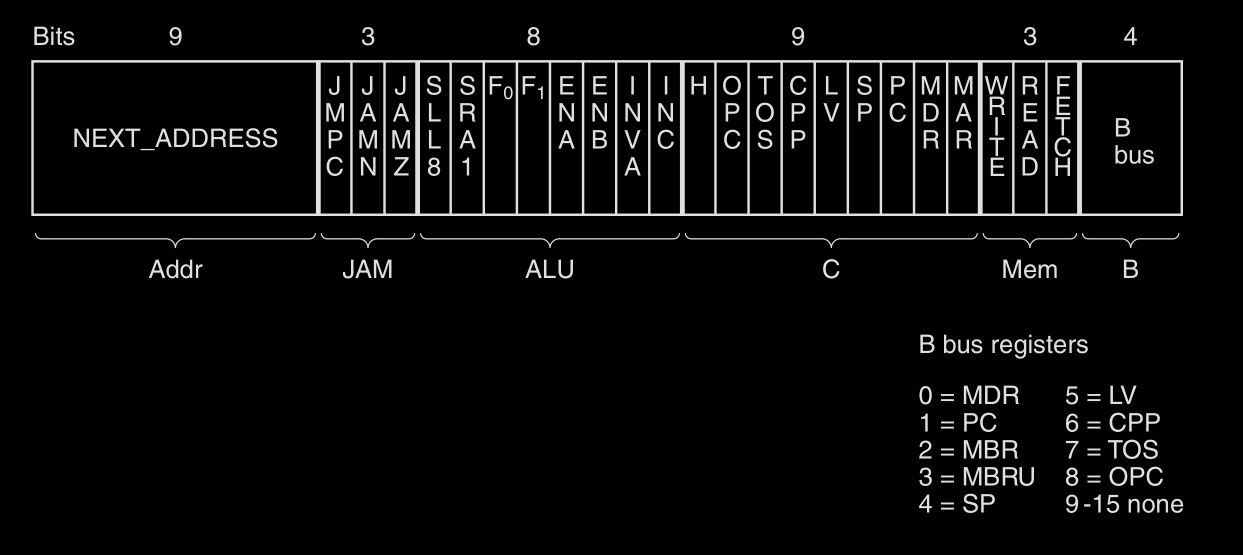 Bits 9 3 8 9 3 4
NEXT_ADDRESS JMPC JAMN JAMZ SLL8 SRA1 F₀ F₁ ENA ENB INVA INC H OPC TOS CPP LV SP PC MDR MAR WRITE READ FETCH B
bus
Addr JAM ALU C Mem B
B bus registers
0 = MDR 5 = LV
1 = PC 6 = CPP
2 = MBR 7 = TOS
3 = MBRU 8 = OPC
4 = SP 9-15 none